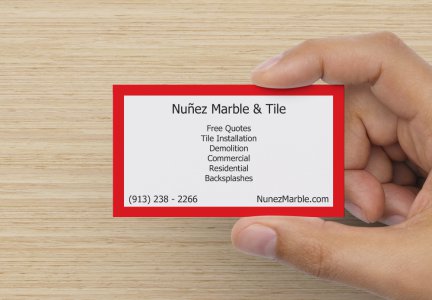 Nuñez Marble & Tile
Free Quotes
Tile Installation
Demolition
Commercial
Residential
Backsplashes
(913) 238 - 2266 NunezMarble.com